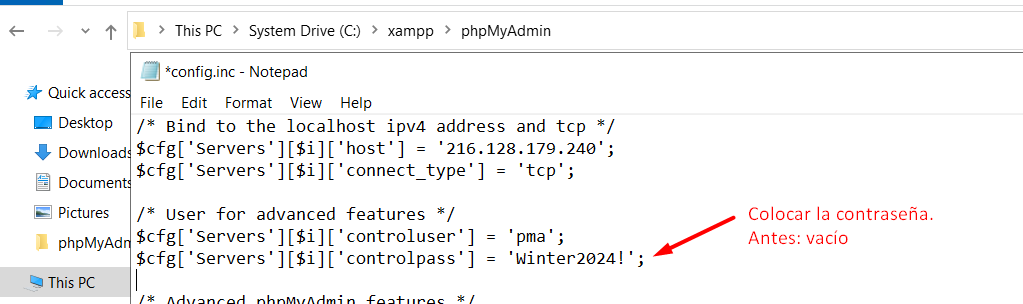 This PC > System Drive (C:) > xampp > phpMyAdmin
*config.inc - Notepad
File Edit Format View Help
Quick access
Desktop
Downloads
Documents
Pictures
phpMyAdm
This PC
/* Bind to the localhost ipv4 address and tcp */
$cfg['Servers'][$i]['host'] = '216.128.179.240';
$cfg['Servers'][$i]['connect_type'] = 'tcp';
/* User for advanced features */
$cfg['Servers'][$i]['controluser'] = 'pma';
$cfg['Servers'][$i]['controlpass'] = 'Winter2024!';
/* Advanced phpMyAdmin features */
Colocar la contraseña.
Antes: vacío